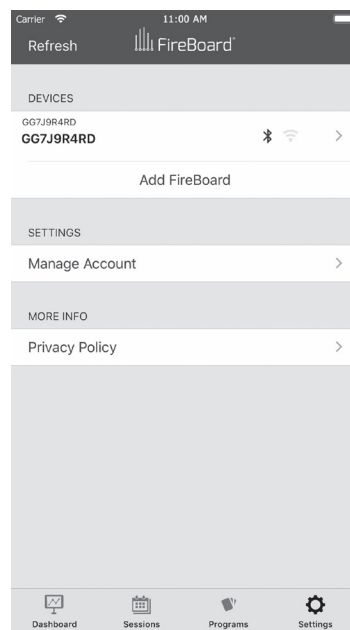 Carrier 11:00 AM
Refresh FireBoard
DEVICES
GG7J9R4RD
GG7J9R4RD
Add FireBoard
SETTINGS
Manage Account
MORE INFO
Privacy Policy
Dashboard Sessions Programs Settings